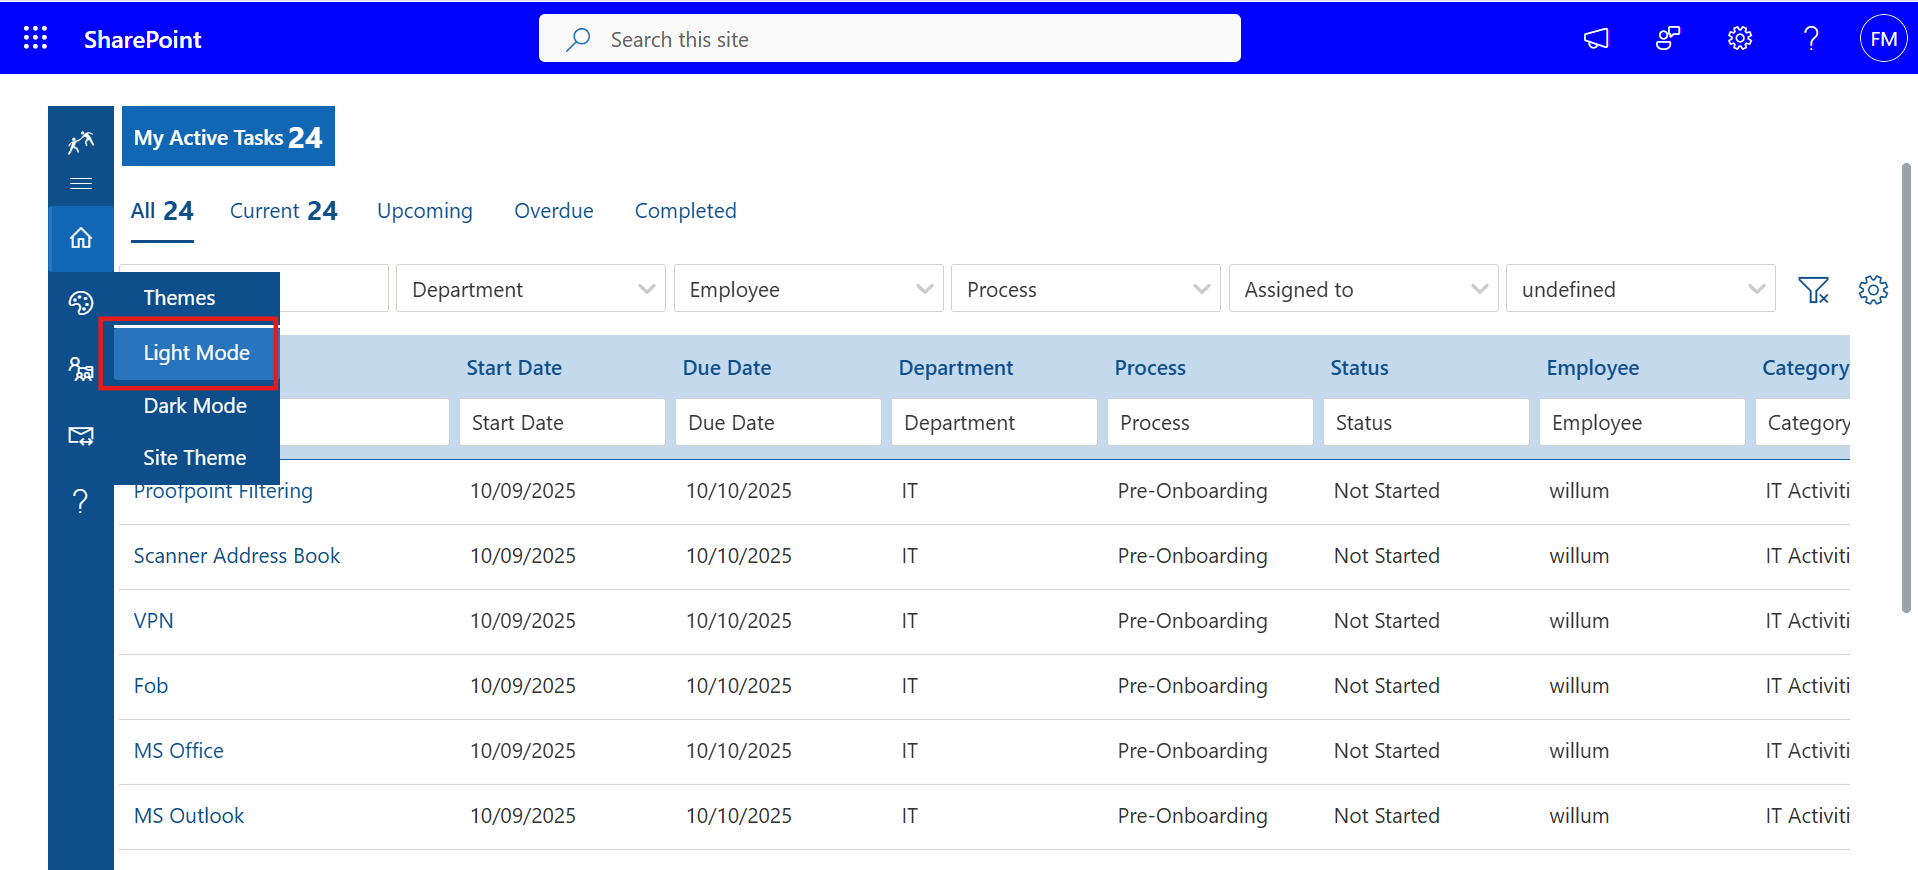 SharePoint
Search this site
FM
My Active Tasks 24
All 24
Current 24
Upcoming
Overdue
Completed
Department
Employee
Process
Assigned to
undefined
Themes
Light Mode
Dark Mode
Site Theme
Start Date
Due Date
Department
Process
Status
Employee
Category
Start Date
Due Date
Department
Process
Status
Employee
Category
Proofpoint Filtering 10/09/2025 10/10/2025 IT Pre-Onboarding Not Started willum IT Activiti
Scanner Address Book 10/09/2025 10/10/2025 IT Pre-Onboarding Not Started willum IT Activiti
VPN 10/09/2025 10/10/2025 IT Pre-Onboarding Not Started willum IT Activiti
Fob 10/09/2025 10/10/2025 IT Pre-Onboarding Not Started willum IT Activiti
MS Office 10/09/2025 10/10/2025 IT Pre-Onboarding Not Started willum IT Activiti
MS Outlook 10/09/2025 10/10/2025 IT Pre-Onboarding Not Started willum IT Activiti